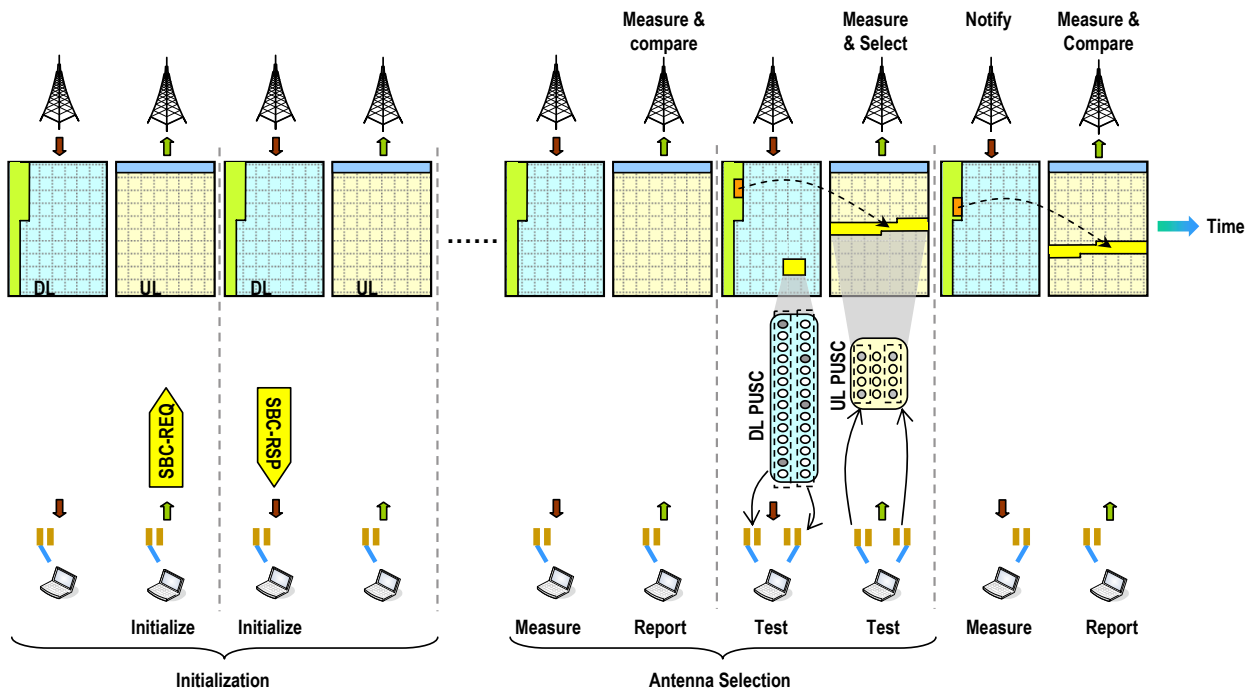 Measure &
compare
Measure
& Select
Notify
Measure &
Compare
DL
UL
DL
UL
......
Time
DL PUSC
UL PUSC
SBC-REQ
SBC-RSP
Initialize
Initialize
Measure
Report
Test
Test
Measure
Report
Initialization
Antenna Selection